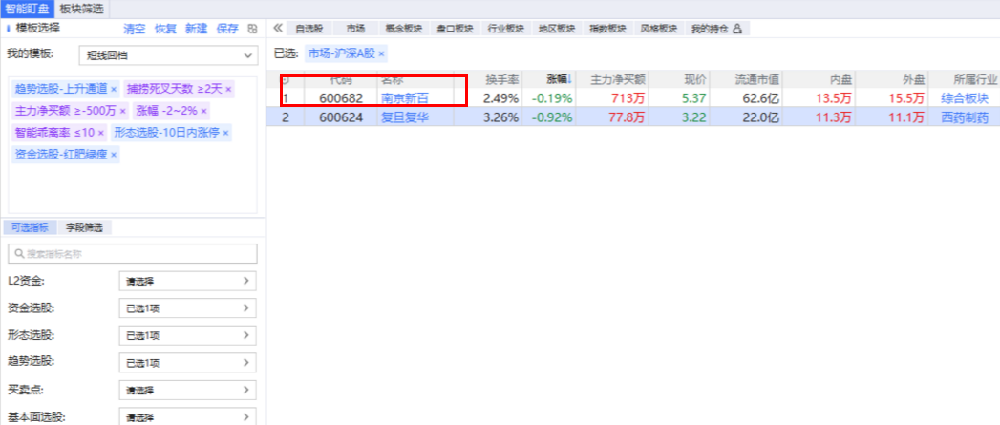 智能盯盘 板块筛选
模板选择 清空 恢复 新建 保存
我的模板: 短线回档
趋势选股-上升通道 × 捕捞死叉天数 ≥2天 ×
主力净买额 ≥-500万 × 涨幅 -2~2% ×
智能乖离率 ≤10 × 形态选股-10日内涨停 ×
资金选股-红肥绿瘦 ×
可选指标 字段筛选
搜索指标名称
L2资金: 请选择
资金选股: 已选1项
形态选股: 已选1项
趋势选股: 已选1项
买卖点: 请选择
基本面选股: 请选择
自选股 市场 概念板块 盘口板块 行业板块 地区板块 指数板块 风格板块 我的持仓
已选: 市场-沪深A股 ×
代码 名称 换手率 涨幅↓ 主力净买额 现价 流通市值 内盘 外盘 所属行业
1 600682 南京新百 2.49% -0.19% 713万 5.37 62.6亿 13.5万 15.5万 综合板块
2 600624 复旦复华 3.26% -0.92% 77.8万 3.22 22.0亿 11.3万 11.1万 西药制药